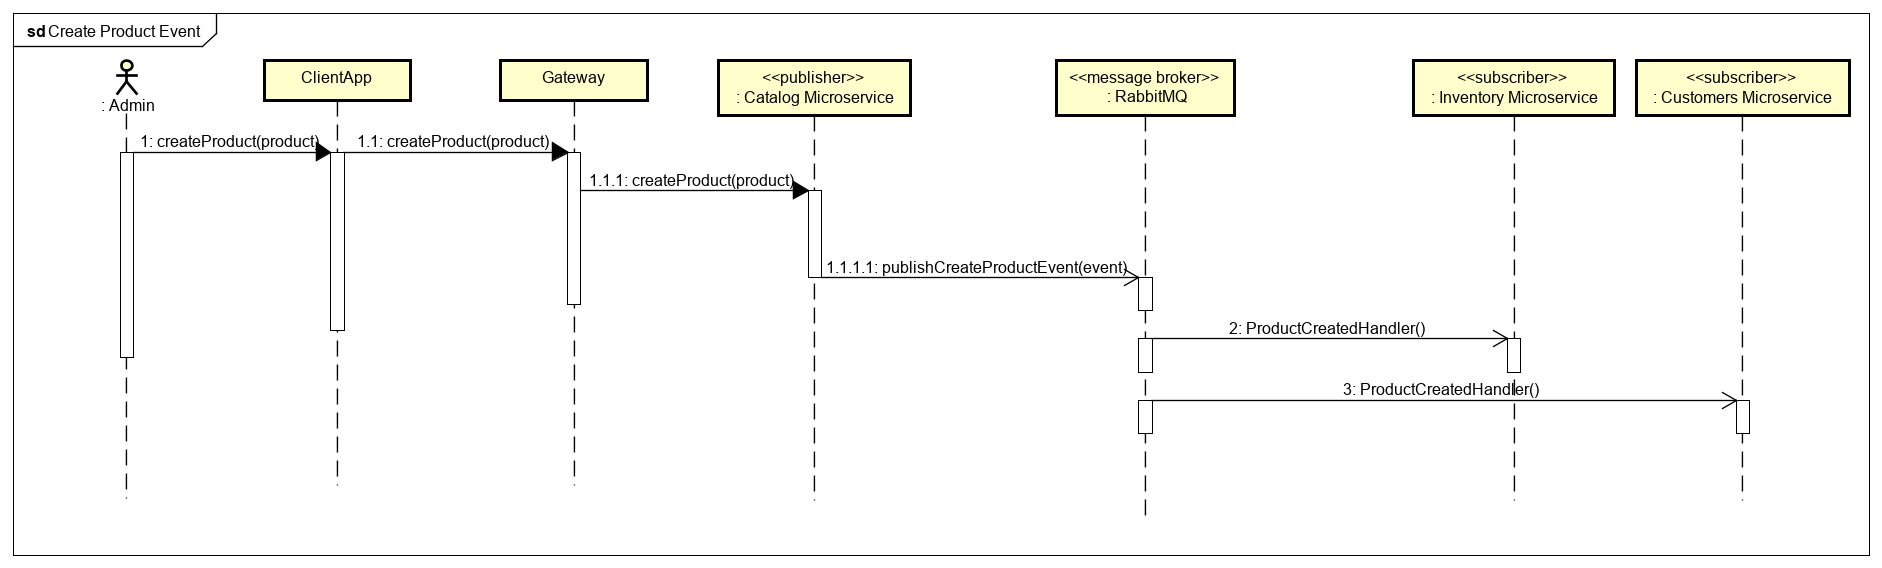 sd Create Product Event
: Admin
ClientApp
Gateway
<<publisher>>
: Catalog Microservice
<<message broker>>
: RabbitMQ
<<subscriber>>
: Inventory Microservice
<<subscriber>>
: Customers Microservice
1: createProduct(product)
1.1: createProduct(product)
1.1.1: createProduct(product)
1.1.1.1: publishCreateProductEvent(event)
2: ProductCreatedHandler()
3: ProductCreatedHandler()